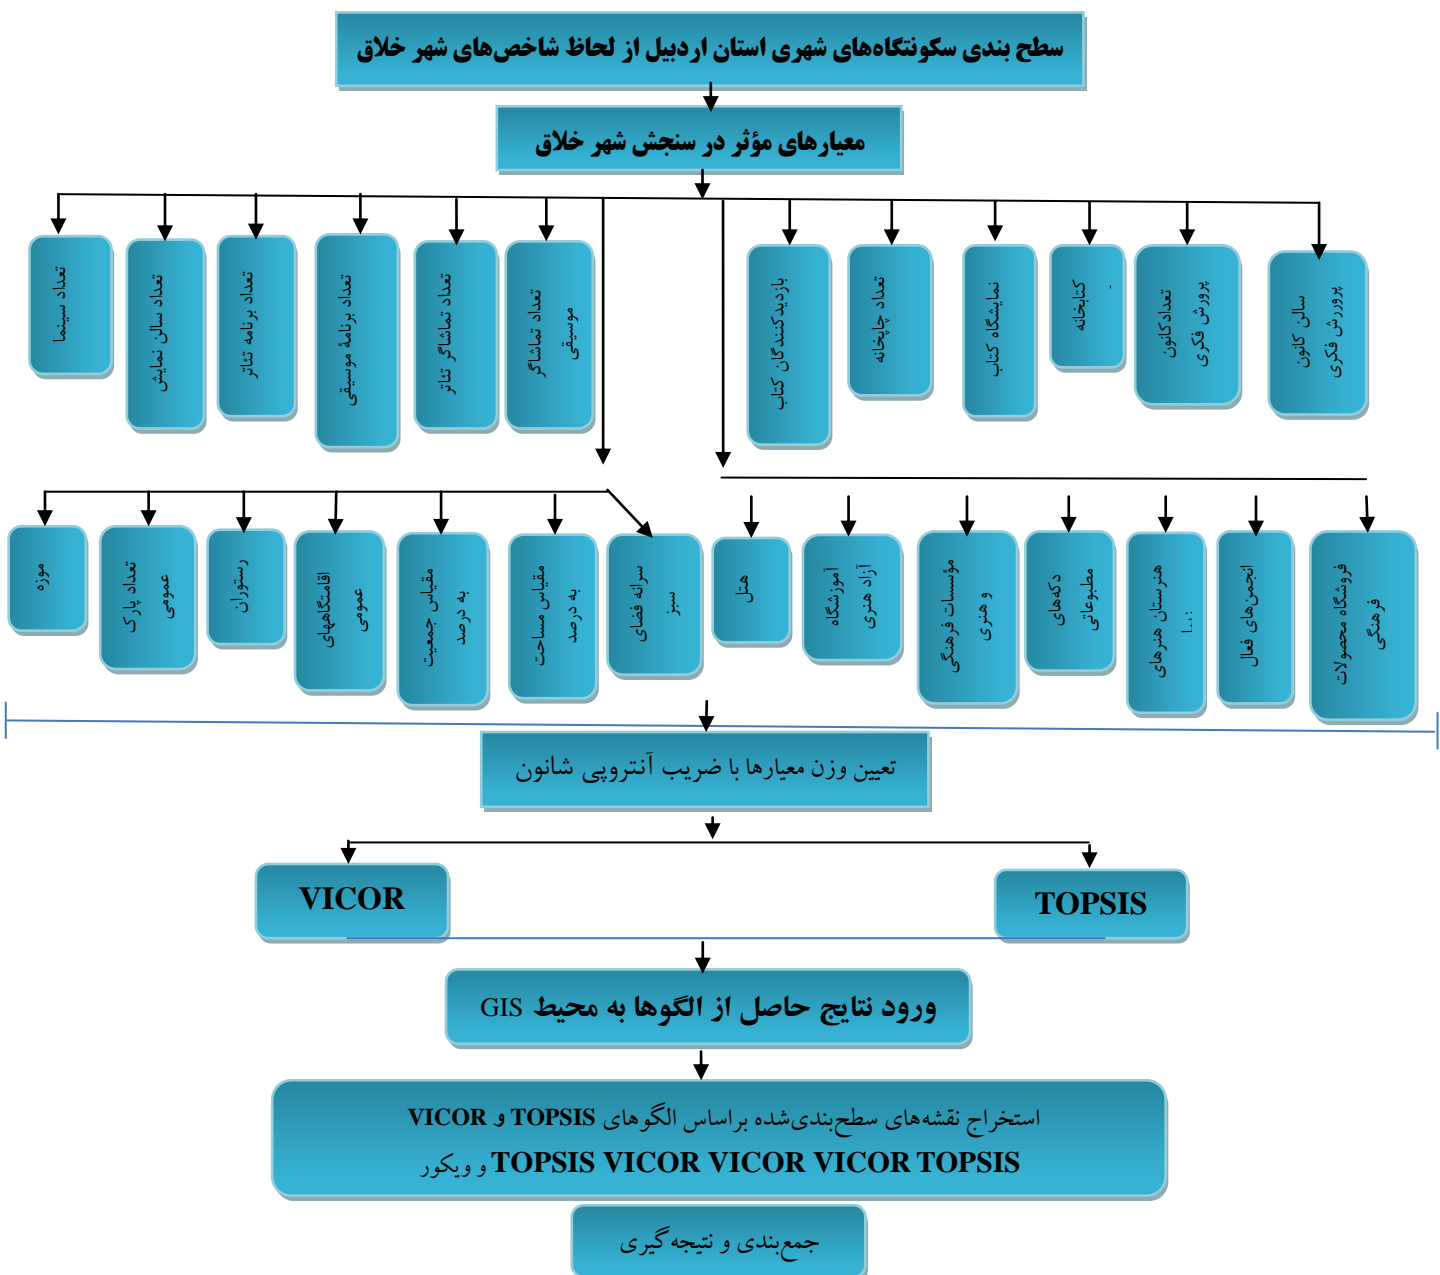 سطح بندی سکونتگاه‌های شهری استان اردبیل از لحاظ شاخص‌های شهر خلاق
معیارهای مؤثر در سنجش شهر خلاق
سالن کانون
پرورش فکری
تعدادکانون
پرورش فکری
کتابخانه
نمایشگاه کتاب
تعداد چاپخانه
بازدیدکنندگان کتاب
تعداد تماشاگر
موسیقی
تعداد تماشاگر تئاتر
تعداد برنامهٔ موسیقی
تعداد برنامه تئاتر
تعداد سالن نمایش
تعداد سینما
فروشگاه محصولات
فرهنگی
انجمن‌های فعال
هنرستان هنرهای
دکه‌های
مطبوعاتی
مؤسسات فرهنگی
و هنری
آموزشگاه
آزاد هنری
هتل
سرانه فضای
سبز
مقیاس مساحت
به درصد
مقیاس جمعیت
به درصد
اقامتگاههای
عمومی
رستوران
تعداد پارک
عمومی
موزه
تعیین وزن معیارها با ضریب آنتروپی شانون
VICOR
TOPSIS
ورود نتایج حاصل از الگوها به محیط GIS
استخراج نقشه‌های سطح‌بندی‌شده براساس الگوهای TOPSIS و VICOR
TOPSIS VICOR VICOR VICOR TOPSIS و ویکور
جمع‌بندی و نتیجه‌گیری